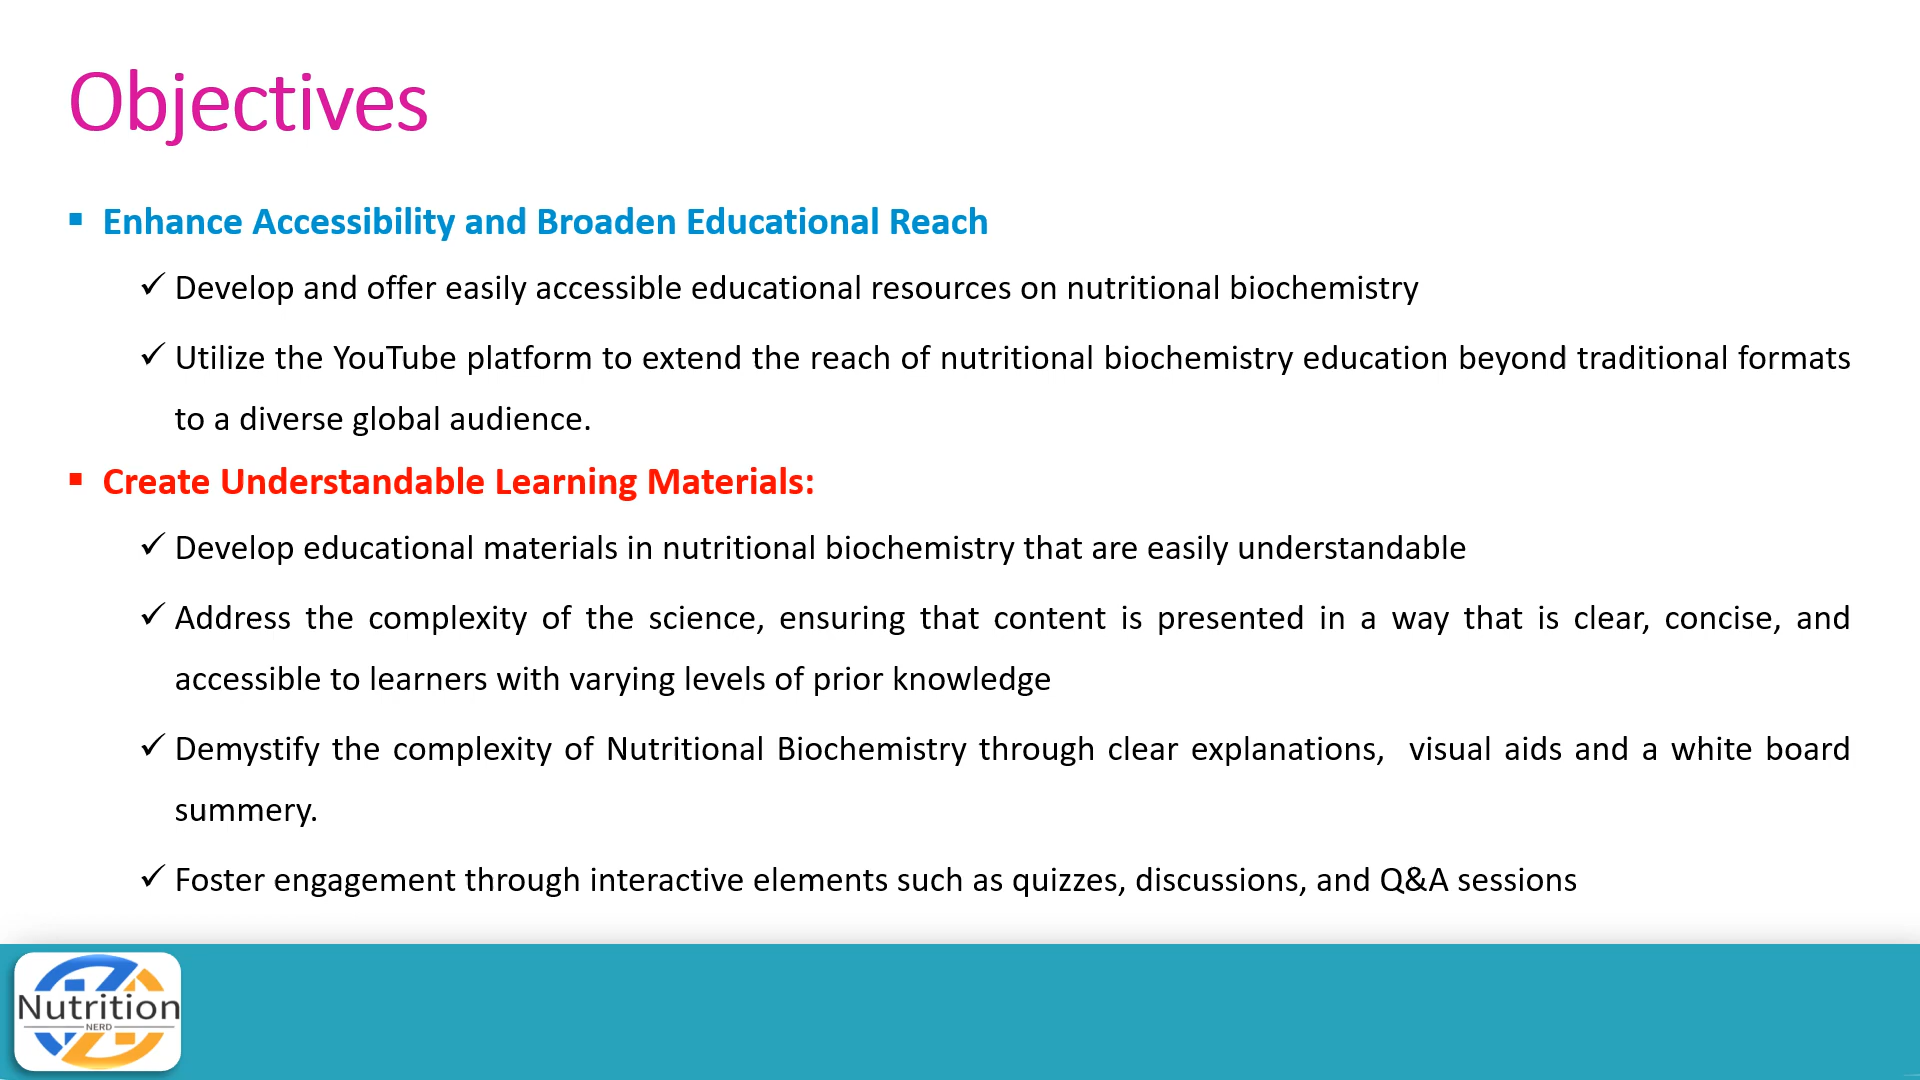 Objectives
▪ Enhance Accessibility and Broaden Educational Reach
✓ Develop and offer easily accessible educational resources on nutritional biochemistry
✓ Utilize the YouTube platform to extend the reach of nutritional biochemistry education beyond traditional formats
to a diverse global audience.
▪ Create Understandable Learning Materials:
✓ Develop educational materials in nutritional biochemistry that are easily understandable
✓ Address the complexity of the science, ensuring that content is presented in a way that is clear, concise, and
accessible to learners with varying levels of prior knowledge
✓ Demystify the complexity of Nutritional Biochemistry through clear explanations,  visual aids and a white board
summery.
✓ Foster engagement through interactive elements such as quizzes, discussions, and Q&A sessions
Nutrition
NERD